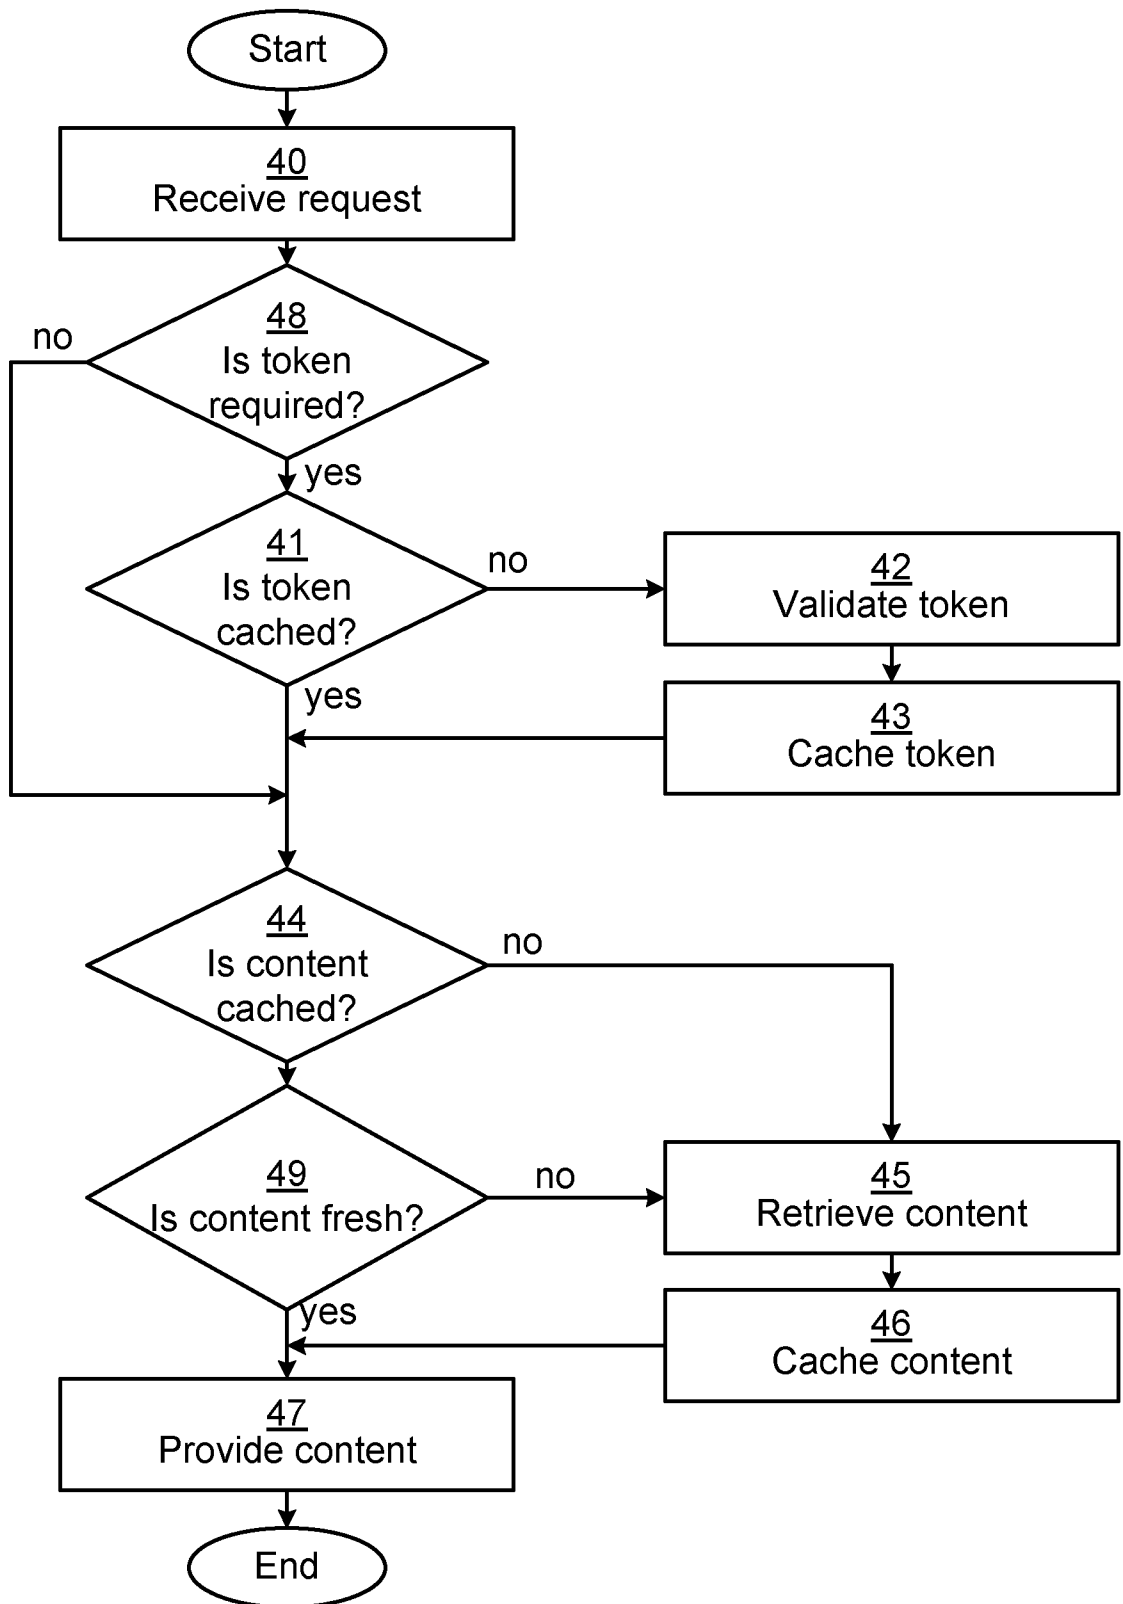 Start
40
Receive request
no
48
Is token
required?
yes
41
Is token
cached?
no
42
Validate token
yes
43
Cache token
44
Is content
cached?
no
49
Is content fresh?
no
45
Retrieve content
yes
46
Cache content
47
Provide content
End